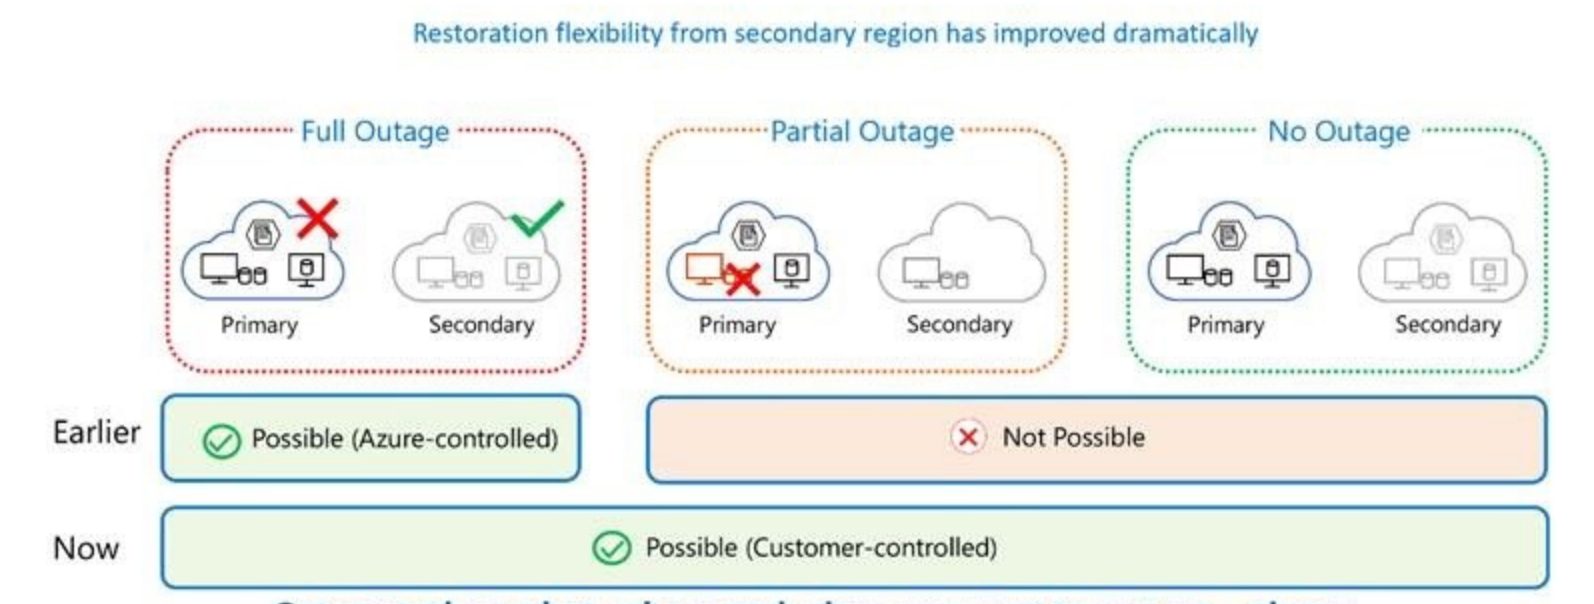 Restoration flexibility from secondary region has improved dramatically
Full Outage
Partial Outage
No Outage
Primary
Secondary
Primary
Secondary
Primary
Secondary
Earlier
Possible (Azure-controlled)
Not Possible
Now
Possible (Customer-controlled)